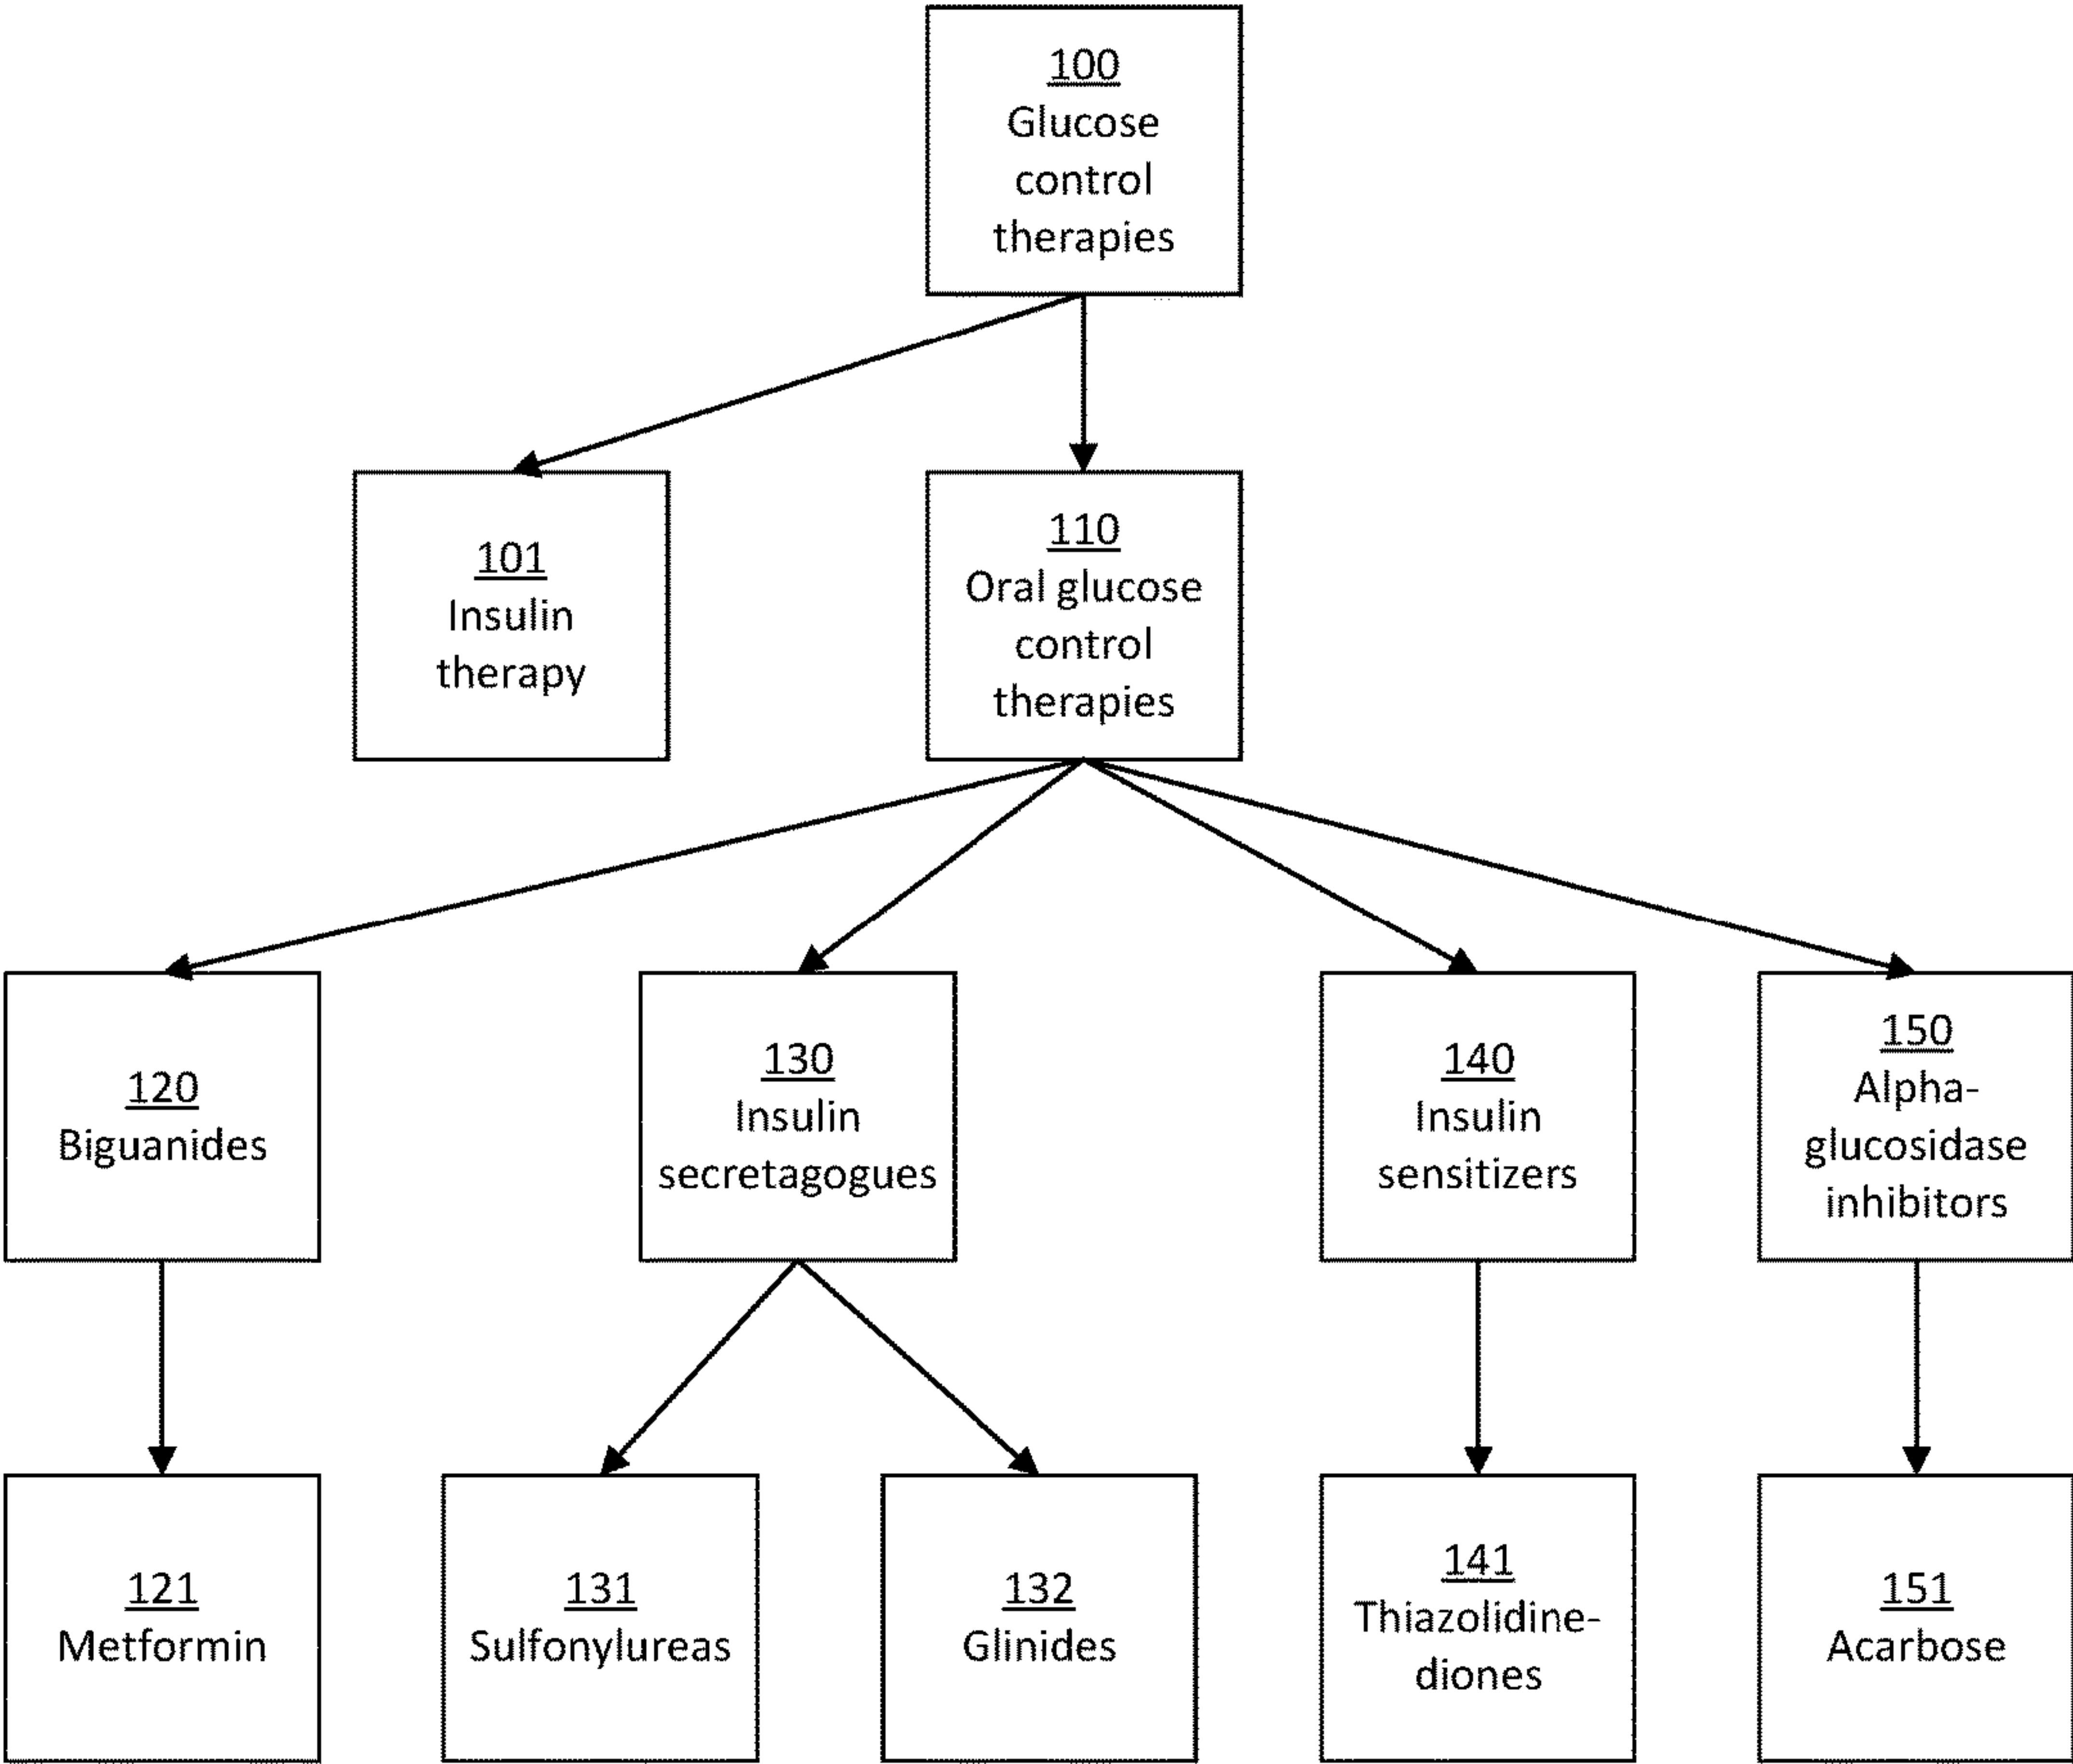 100
Glucose
control
therapies
101
Insulin
therapy
110
Oral glucose
control
therapies
120
Biguanides
130
Insulin
secretagogues
140
Insulin
sensitizers
150
Alpha-
glucosidase
inhibitors
121
Metformin
131
Sulfonylureas
132
Glinides
141
Thiazolidine-
diones
151
Acarbose